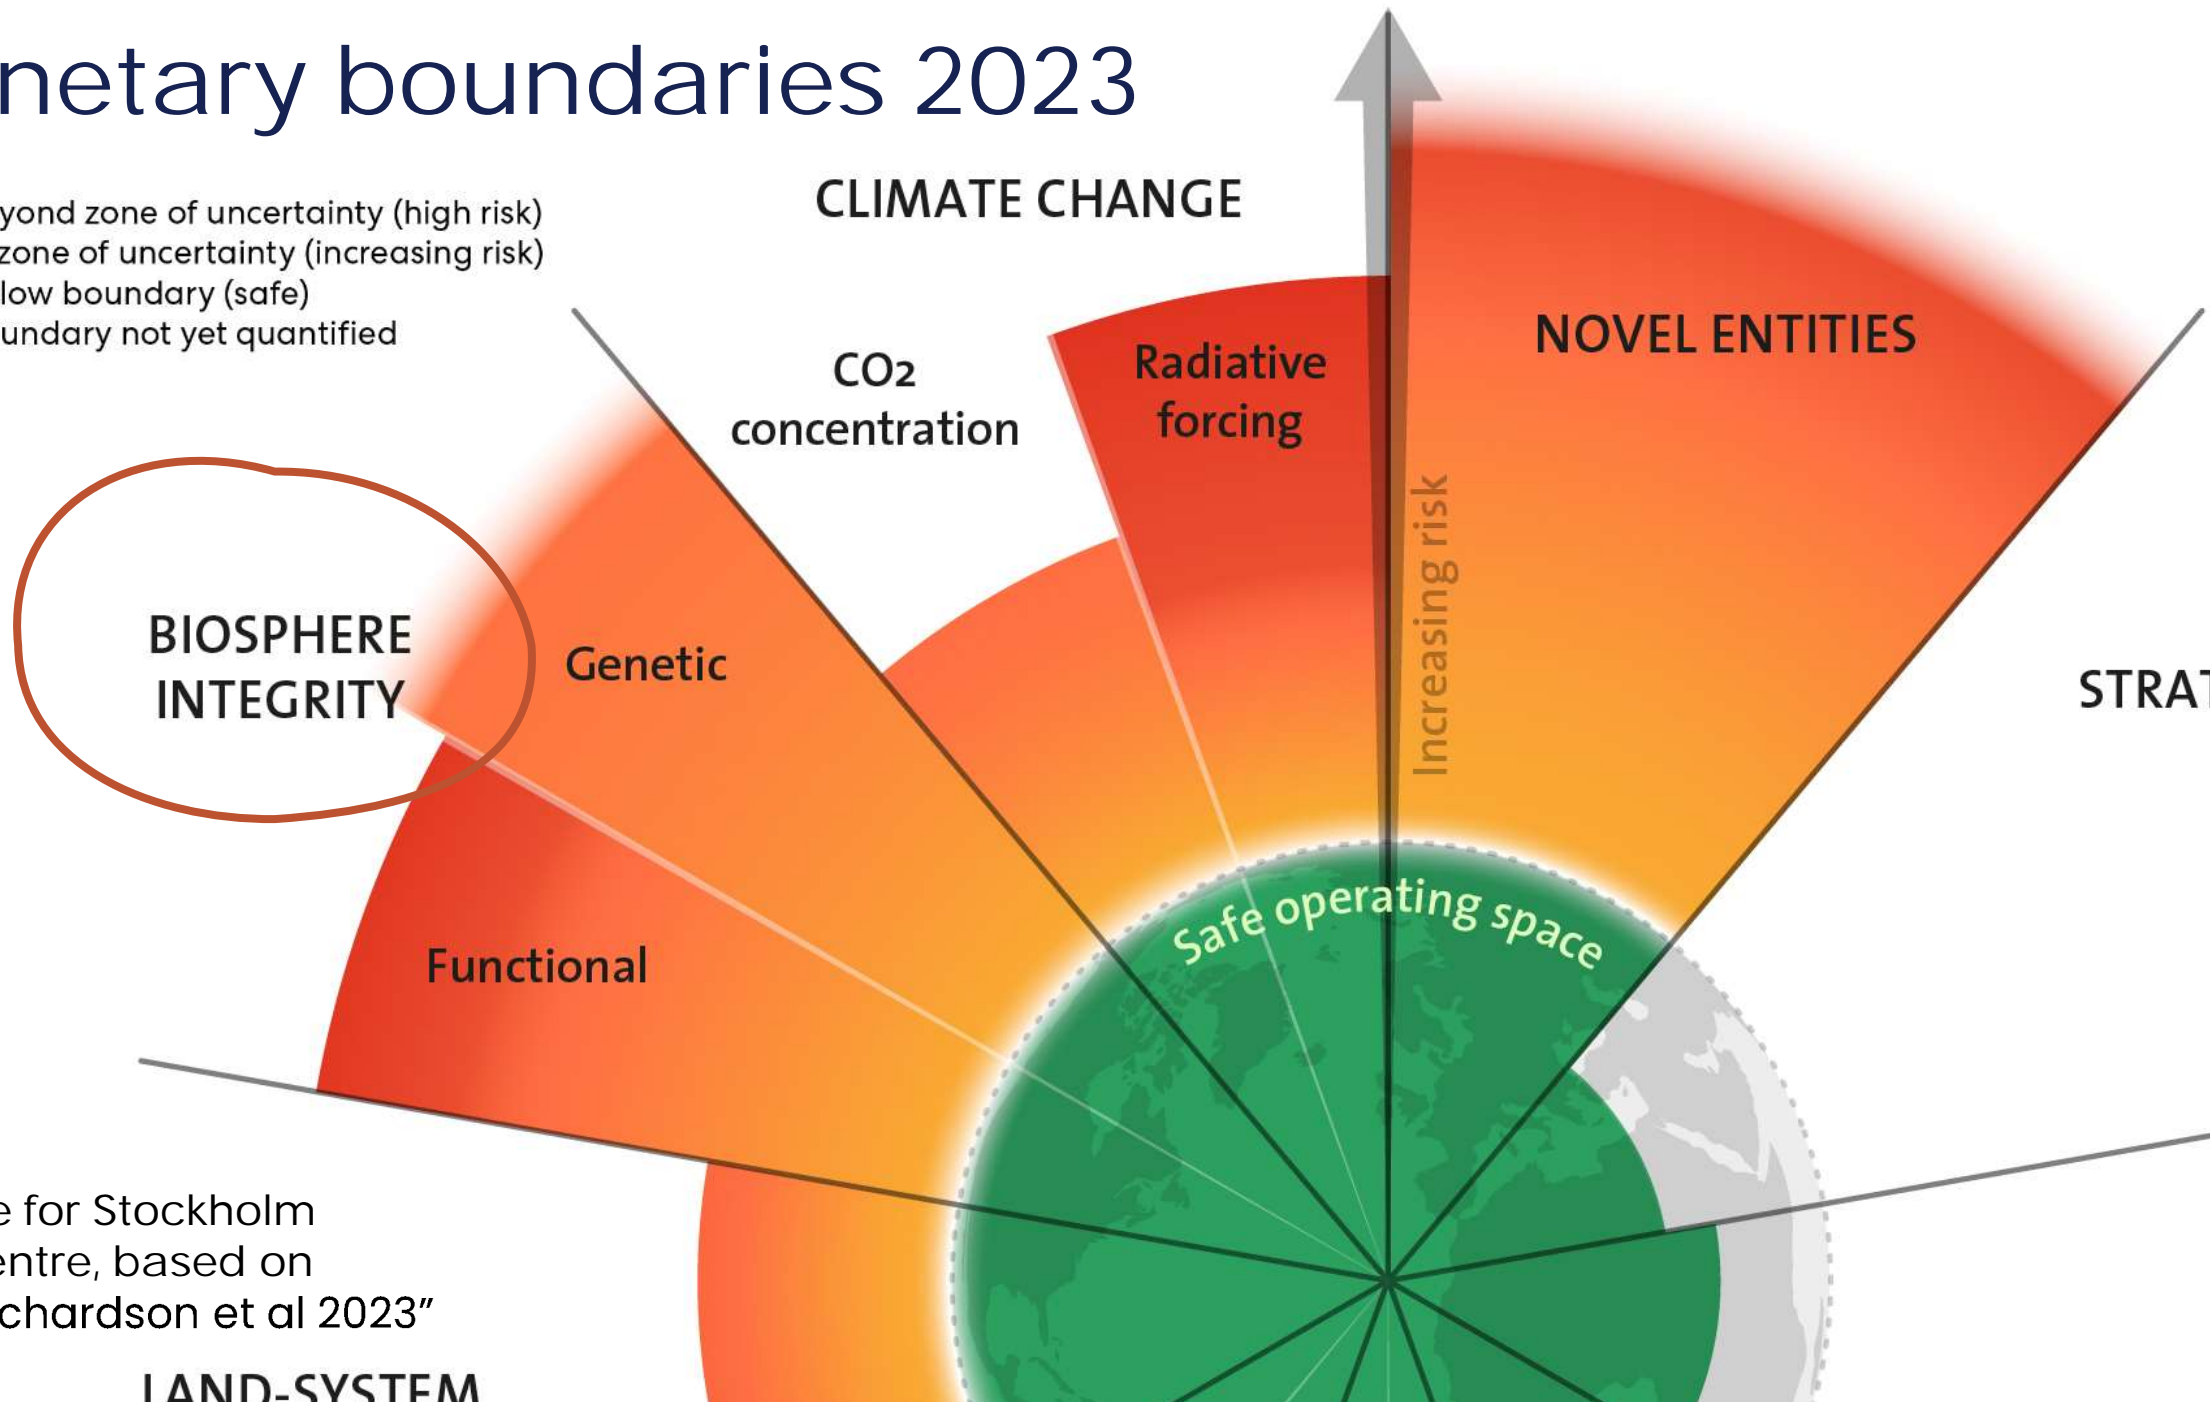 netary boundaries 2023
yond zone of uncertainty (high risk)
zone of uncertainty (increasing risk)
low boundary (safe)
undary not yet quantified
CLIMATE CHANGE
CO2
concentration
Radiative
forcing
NOVEL ENTITIES
Increasing risk
BIOSPHERE
INTEGRITY
Genetic
STRAT
Functional
Safe operating space
e for Stockholm
entre, based on
chardson et al 2023”
LAND-SYSTEM